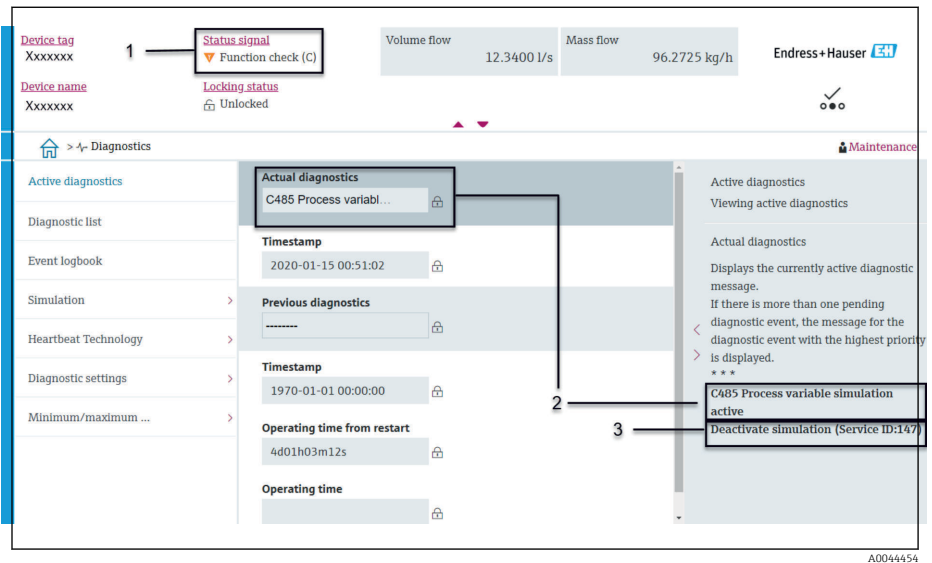 Device tag
Xxxxxxx
1
Status signal
Function check (C)
Volume flow
12.3400 l/s
Mass flow
96.2725 kg/h
Endress+Hauser EH
Device name
Xxxxxxx
Locking status
Unlocked
> Diagnostics
Maintenance
Active diagnostics
Diagnostic list
Event logbook
Simulation >
Heartbeat Technology >
Diagnostic settings >
Minimum/maximum ... >
Actual diagnostics
C485 Process variabl...
Timestamp
2020-01-15 00:51:02
Previous diagnostics
--------
Timestamp
1970-01-01 00:00:00
Operating time from restart
4d01h03m12s
Operating time
2
3
<
>
Active diagnostics
Viewing active diagnostics
Actual diagnostics
Displays the currently active diagnostic
message.
If there is more than one pending
diagnostic event, the message for the
diagnostic event with the highest priority
is displayed.
* * *
C485 Process variable simulation
active
Deactivate simulation (Service ID:147)
A0044454